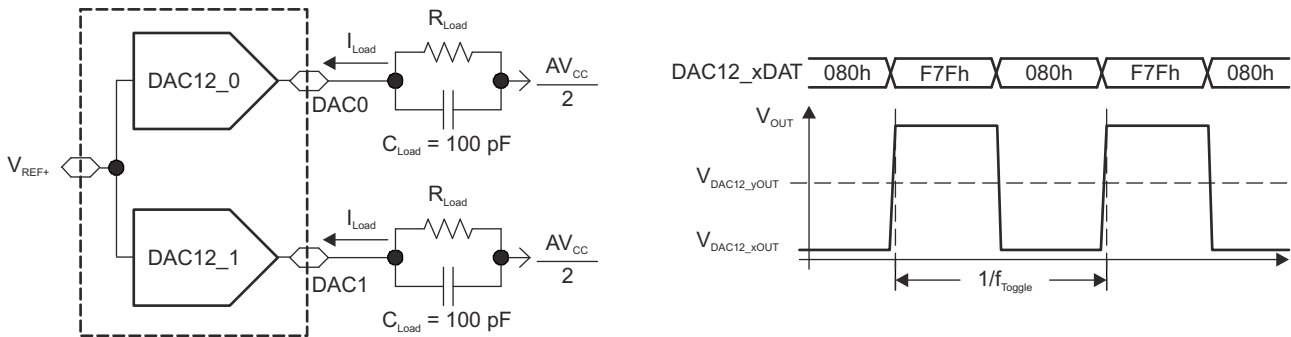 V_REF+
DAC12_0
DAC0
I_Load
R_Load
C_Load = 100 pF
AV_CC
2
DAC12_1
DAC1
I_Load
R_Load
C_Load = 100 pF
AV_CC
2
DAC12_xDAT 080h F7Fh 080h F7Fh 080h
V_OUT
V_DAC12_yOUT
V_DAC12_xOUT
1/f_Toggle